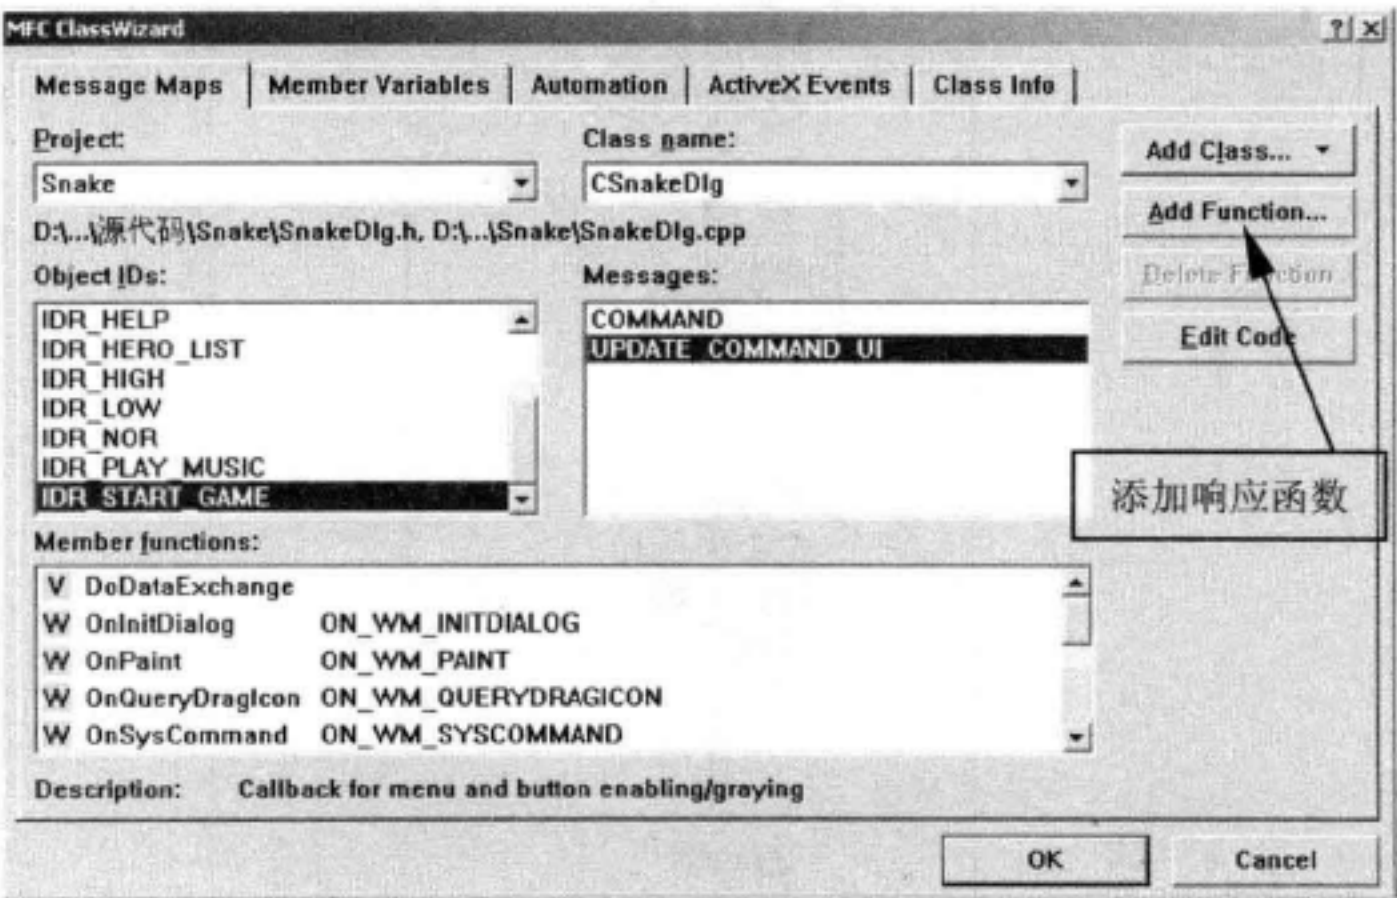 MFC ClassWizard
Message Maps Member Variables Automation ActiveX Events Class Info
Project:
Class name:
Snake
CSnakeDlg
D:\...\源代码\Snake\SnakeDlg.h, D:\...\Snake\SnakeDlg.cpp
Object IDs:
IDR_HELP
IDR_HERO_LIST
IDR_HIGH
IDR_LOW
IDR_NOR
IDR_PLAY_MUSIC
IDR_START_GAME
Messages:
COMMAND
UPDATE_COMMAND_UI
Add Class...
Add Function...
Delete Function
Edit Code
添加响应函数
Member functions:
V DoDataExchange
W OnInitDialog ON_WM_INITDIALOG
W OnPaint ON_WM_PAINT
W OnQueryDragIcon ON_WM_QUERYDRAGICON
W OnSysCommand ON_WM_SYSCOMMAND
Description: Callback for menu and button enabling/graying
OK
Cancel